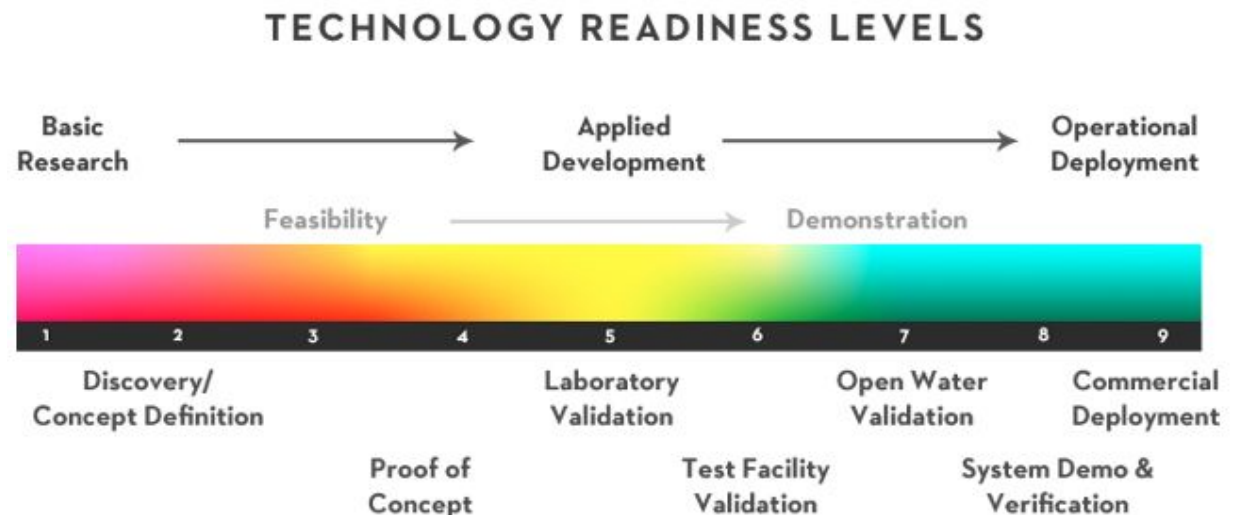 TECHNOLOGY READINESS LEVELS
Basic
Research
Applied
Development
Operational
Deployment
Feasibility
Demonstration
1 2 3 4 5 6 7 8 9
Discovery/
Concept Definition
Laboratory
Validation
Open Water
Validation
Commercial
Deployment
Proof of
Concept
Test Facility
Validation
System Demo &
Verification